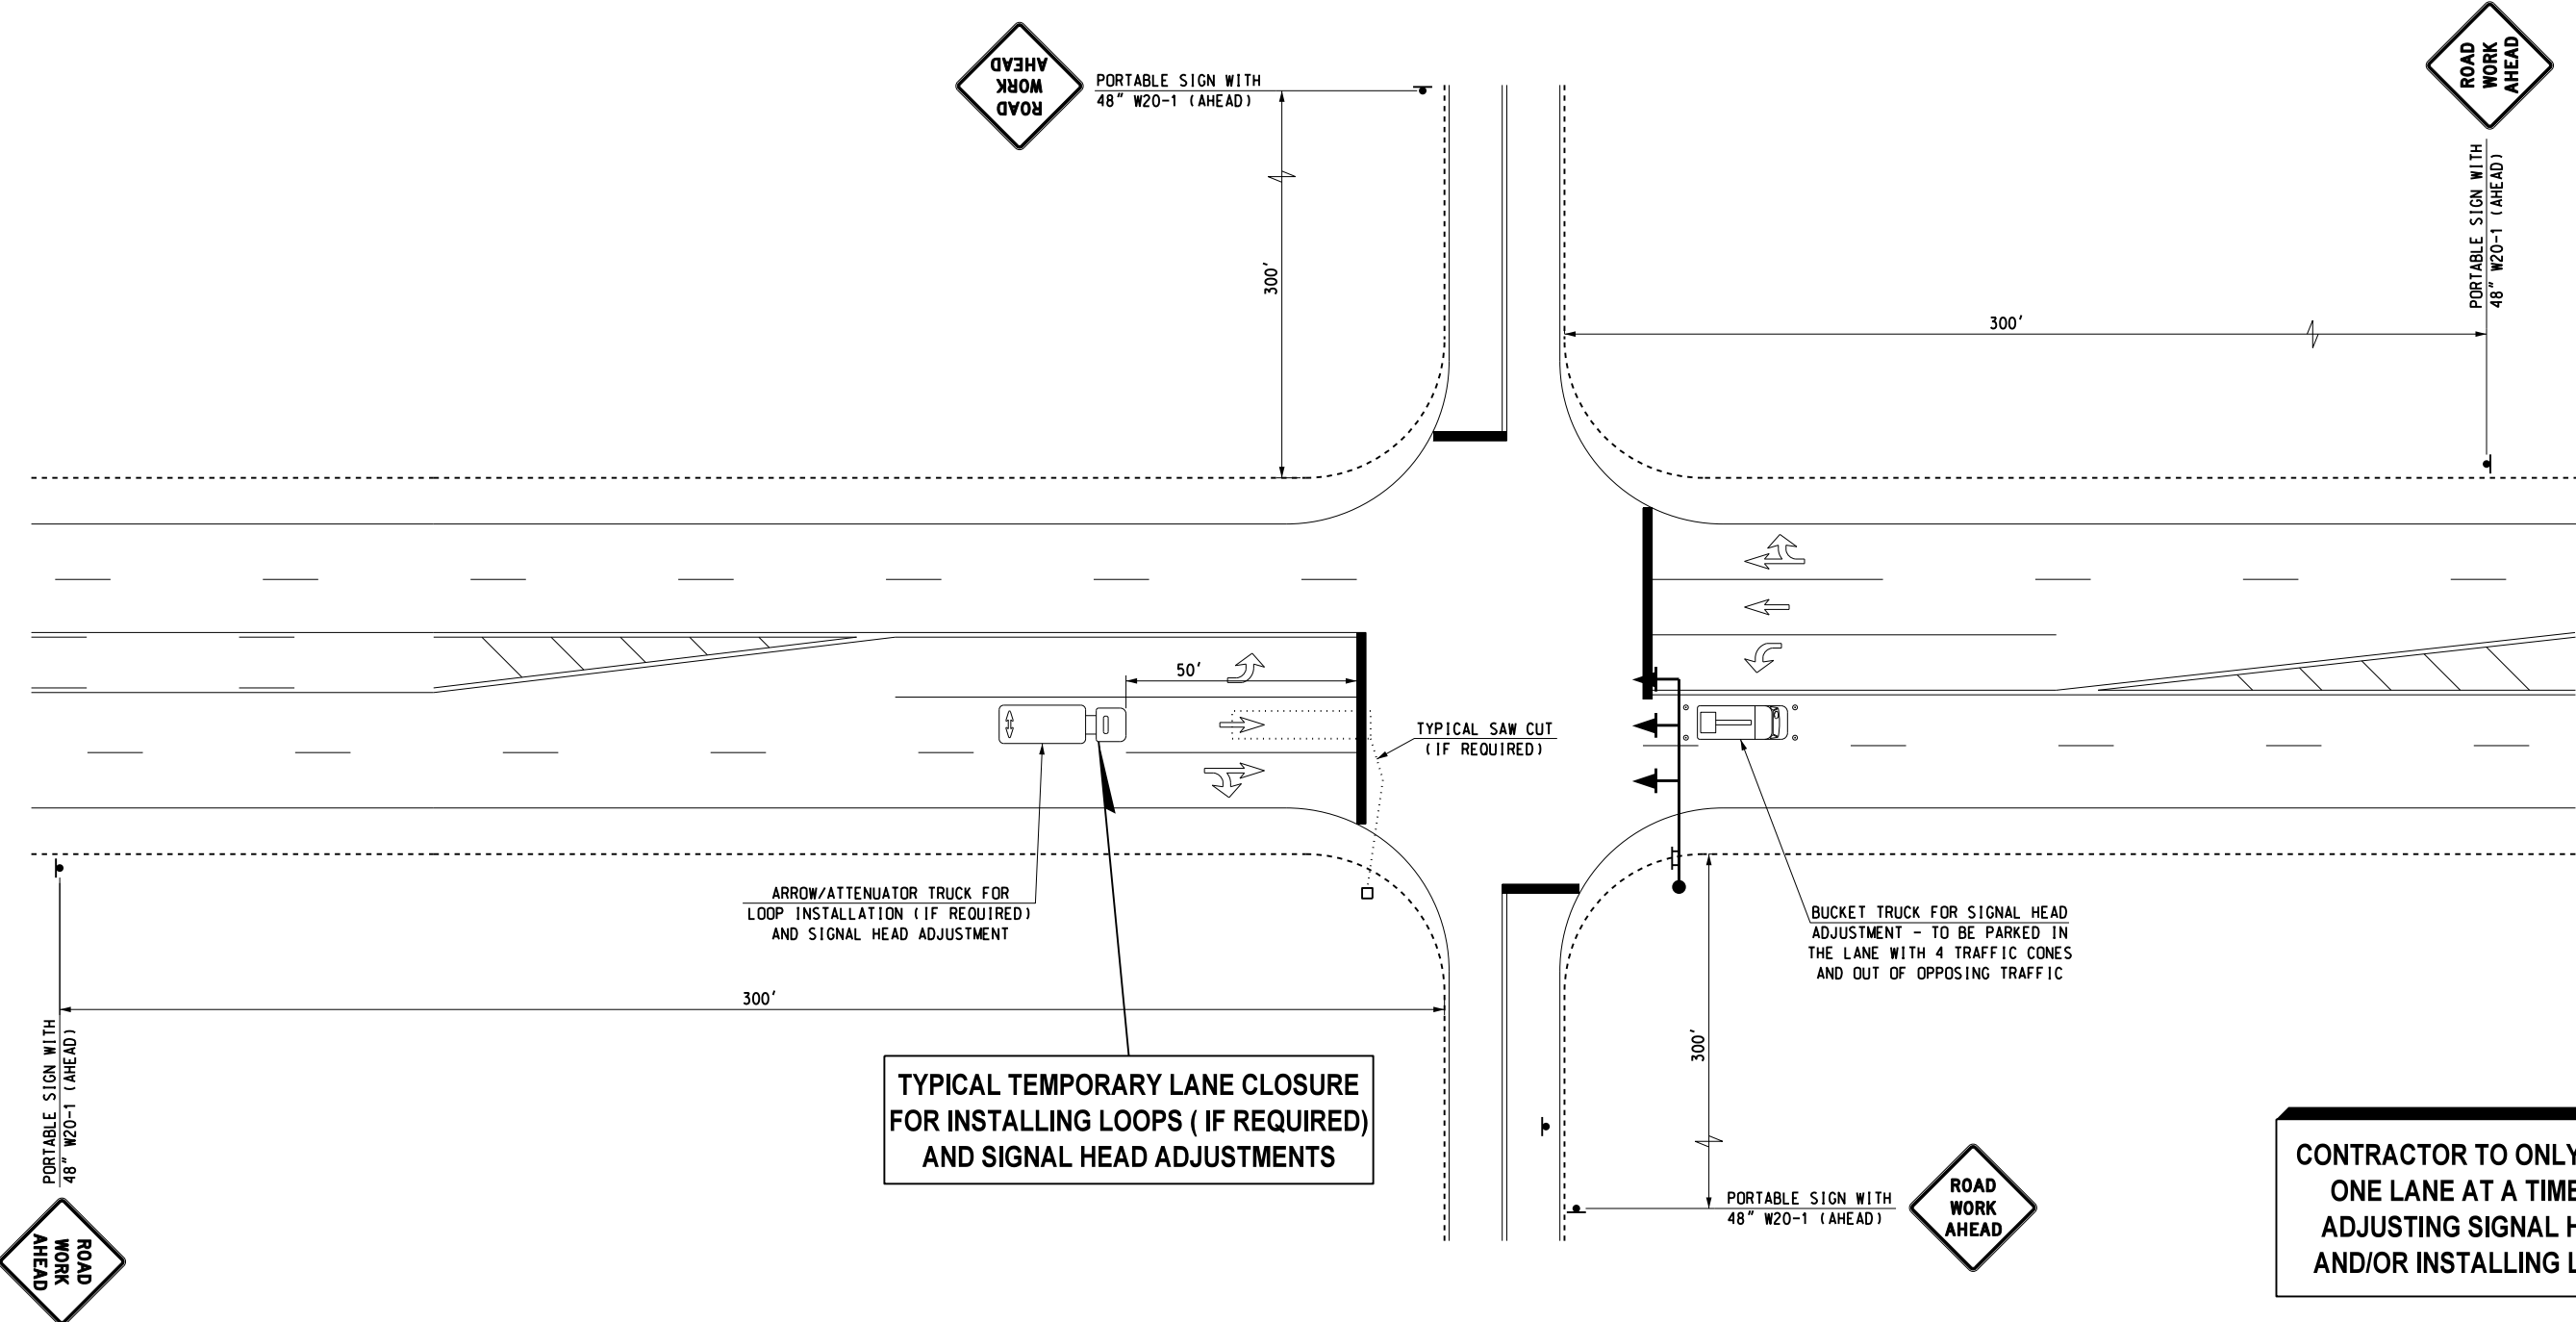 ROAD
WORK
AHEAD
PORTABLE SIGN WITH
48" W20-1 (AHEAD)
300'
ROAD
WORK
AHEAD
PORTABLE SIGN WITH
48" W20-1 (AHEAD)
300'
50'
TYPICAL SAW CUT
(IF REQUIRED)
ARROW/ATTENUATOR TRUCK FOR
LOOP INSTALLATION (IF REQUIRED)
AND SIGNAL HEAD ADJUSTMENT
BUCKET TRUCK FOR SIGNAL HEAD
ADJUSTMENT - TO BE PARKED IN
THE LANE WITH 4 TRAFFIC CONES
AND OUT OF OPPOSING TRAFFIC
300'
PORTABLE SIGN WITH
48" W20-1 (AHEAD)
ROAD
WORK
AHEAD
TYPICAL TEMPORARY LANE CLOSURE
FOR INSTALLING LOOPS ( IF REQUIRED)
AND SIGNAL HEAD ADJUSTMENTS
300'
PORTABLE SIGN WITH
48" W20-1 (AHEAD)
ROAD
WORK
AHEAD
CONTRACTOR TO ONLY
ONE LANE AT A TIME
ADJUSTING SIGNAL
AND/OR INSTALLING